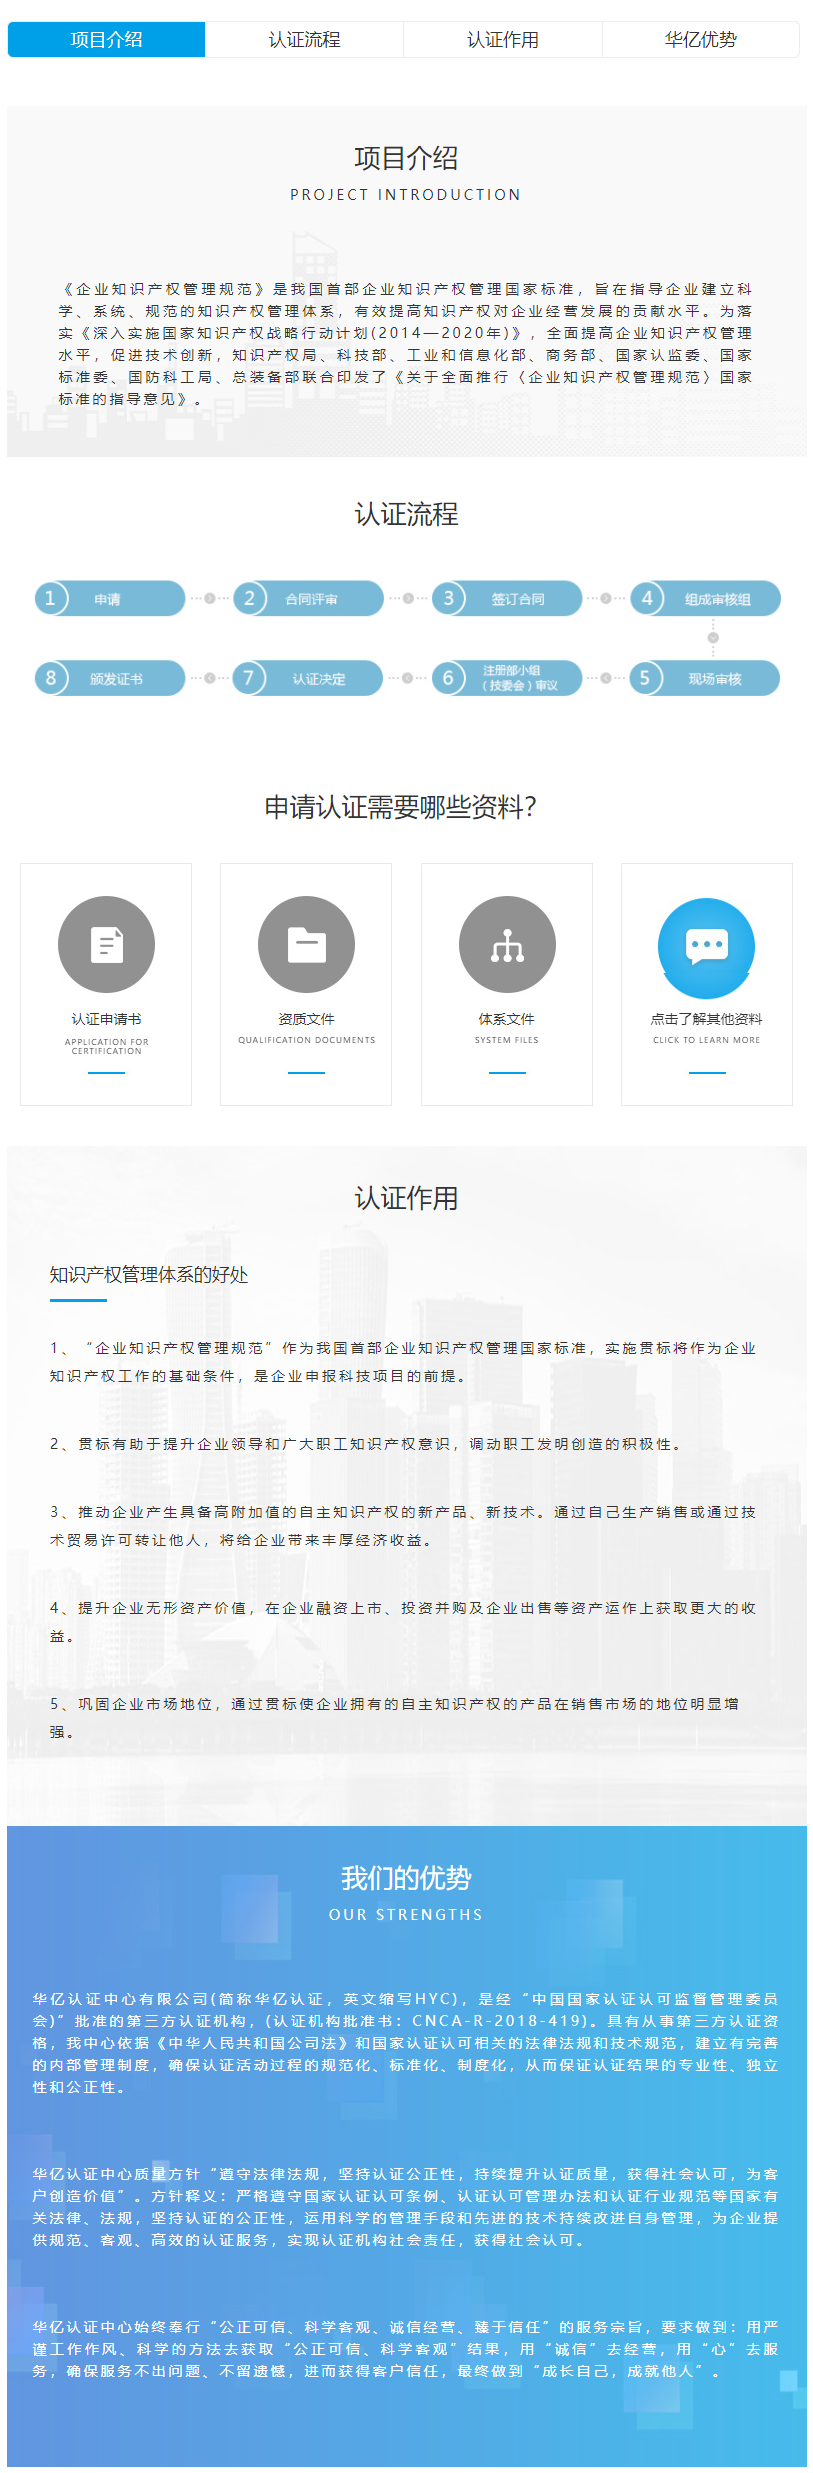 项目介绍
认证流程
认证作用
华亿优势
项目介绍
PROJECT INTRODUCTION
《企业知识产权管理规范》是我国首部企业知识产权管理国家标准，旨在指导企业建立科
学、系统、规范的知识产权管理体系，有效提高知识产权对企业经营发展的贡献水平。为落
实《深入实施国家知识产权战略行动计划(2014—2020年)》，全面提高企业知识产权管理
水平，促进技术创新，知识产权局、科技部、工业和信息化部、商务部、国家认监委、国家
标准委、国防科工局、总装备部联合印发了《关于全面推行〈企业知识产权管理规范〉国家
标准的指导意见》。
认证流程
1 申请
2 合同评审
3 签订合同
4 组成审核组
8 颁发证书
7 认证决定
6 注册部小组
（技委会）审议
5 现场审核
申请认证需要哪些资料？
认证申请书
APPLICATION FOR
CERTIFICATION
资质文件
QUALIFICATION DOCUMENTS
体系文件
SYSTEM FILES
点击了解其他资料
CLICK TO LEARN MORE
认证作用
知识产权管理体系的好处
1、“企业知识产权管理规范”作为我国首部企业知识产权管理国家标准，实施贯标将作为企业
知识产权工作的基础条件，是企业申报科技项目的前提。
2、贯标有助于提升企业领导和广大职工知识产权意识，调动职工发明创造的积极性。
3、推动企业产生具备高附加值的自主知识产权的新产品、新技术。通过自己生产销售或通过技
术贸易许可转让他人，将给企业带来丰厚经济收益。
4、提升企业无形资产价值，在企业融资上市、投资并购及企业出售等资产运作上获取更大的收
益。
5、巩固企业市场地位，通过贯标使企业拥有的自主知识产权的产品在销售市场的地位明显增
强。
我们的优势
OUR STRENGTHS
华亿认证中心有限公司(简称华亿认证，英文缩写HYC)，是经“中国国家认证认可监督管理委员
会)”批准的第三方认证机构，(认证机构批准书：CNCA-R-2018-419)。具有从事第三方认证资
格，我中心依据《中华人民共和国公司法》和国家认证认可相关的法律法规和技术规范，建立有完善
的内部管理制度，确保认证活动过程的规范化、标准化、制度化，从而保证认证结果的专业性、独立
性和公正性。
华亿认证中心质量方针“遵守法律法规，坚持认证公正性，持续提升认证质量，获得社会认可，为客
户创造价值”。方针释义：严格遵守国家认证认可条例、认证认可管理办法和认证行业规范等国家有
关法律、法规，坚持认证的公正性，运用科学的管理手段和先进的技术持续改进自身管理，为企业提
供规范、客观、高效的认证服务，实现认证机构社会责任，获得社会认可。
华亿认证中心始终奉行“公正可信、科学客观、诚信经营、臻于信任”的服务宗旨，要求做到：用严
谨工作作风、科学的方法去获取“公正可信、科学客观”结果，用“诚信”去经营，用“心”去服
务，确保服务不出问题、不留遗憾，进而获得客户信任，最终做到“成长自己，成就他人”。